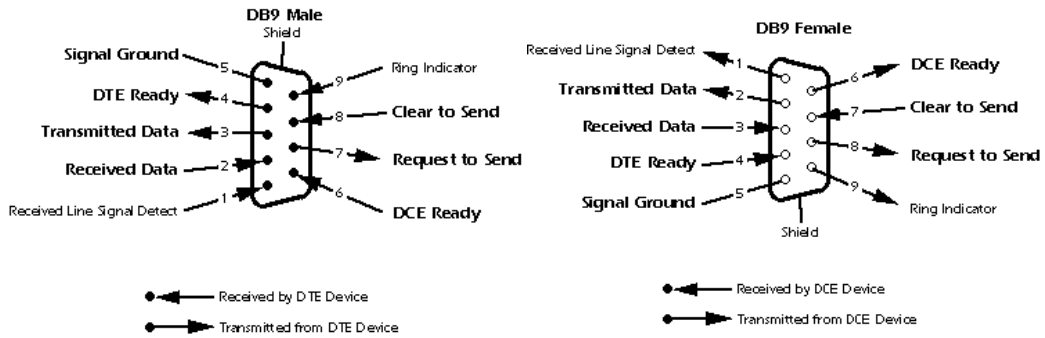 DB9 Male
Shield
Signal Ground
5
9
Ring Indicator
DTE Ready
4
8
Clear to Send
Transmitted Data
3
7
Request to Send
Received Data
2
6
DCE Ready
Received Line Signal Detect
1
Received by DTE Device
Transmitted from DTE Device
DB9 Female
Received Line Signal Detect
1
6
DCE Ready
Transmitted Data
2
7
Clear to Send
Received Data
3
8
Request to Send
DTE Ready
4
9
Ring Indicator
Signal Ground
5
Shield
Received by DCE Device
Transmitted from DCE Device